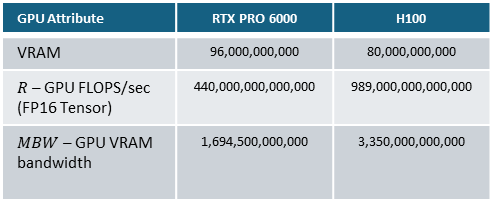 GPU Attribute RTX PRO 6000 H100
VRAM 96,000,000,000 80,000,000,000
R – GPU FLOPS/sec 440,000,000,000,000 989,000,000,000,000
(FP16 Tensor)
MBW – GPU VRAM 1,694,500,000,000 3,350,000,000,000
bandwidth